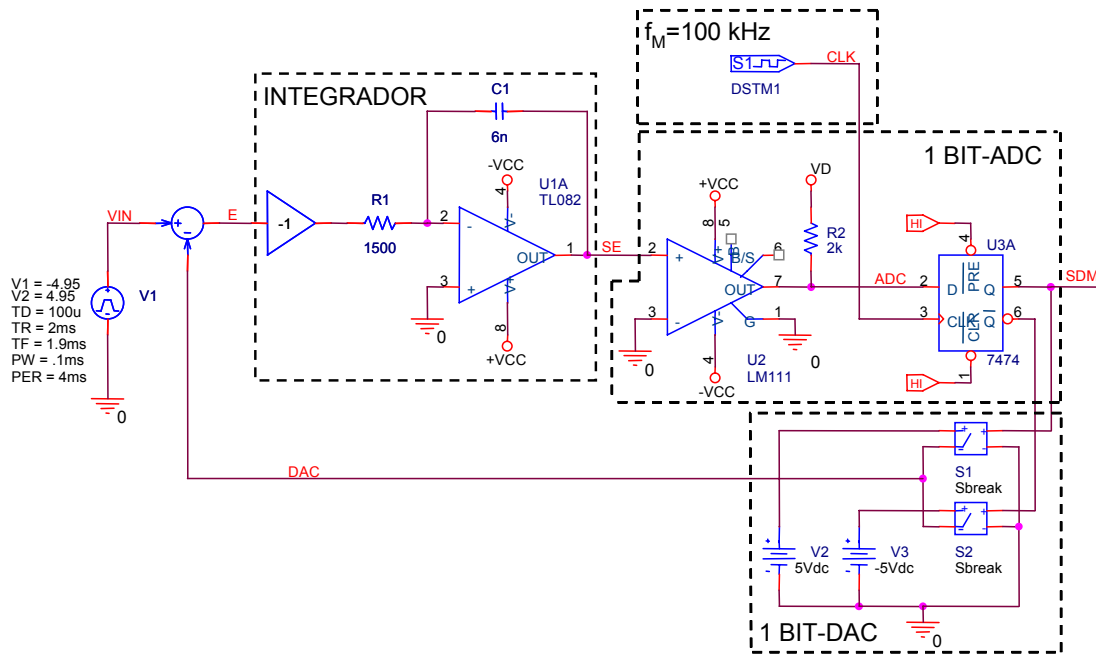 f_M=100 kHz
S1
CLK
DSTM1
INTEGRADOR
C1
6n
-VCC
4
U1A
TL082
V-
VIN
+
-
E
-1
R1
1500
2
-
OUT
1
SE
3
+
V+
8
+VCC
0
V1 = -4.95
V2 = 4.95
TD = 100u
TR = 2ms
TF = 1.9ms
PW = .1ms
PER = 4ms
V1
+
-
0
1 BIT-ADC
+VCC
8
5
V+
B
B/S
6
2
+
OUT
7
3
-
V-
G
1
0
0
4
U2
LM111
-VCC
VD
R2
2k
ADC
HI
4
U3A
2
D
PRE
Q
5
SDM
3
CLK
CLR
Q
6
1
7474
HI
DAC
+
+
-
-
S1
Sbreak
+
+
-
-
S2
Sbreak
+
-
V2
5Vdc
+
-
V3
-5Vdc
0
1 BIT-DAC